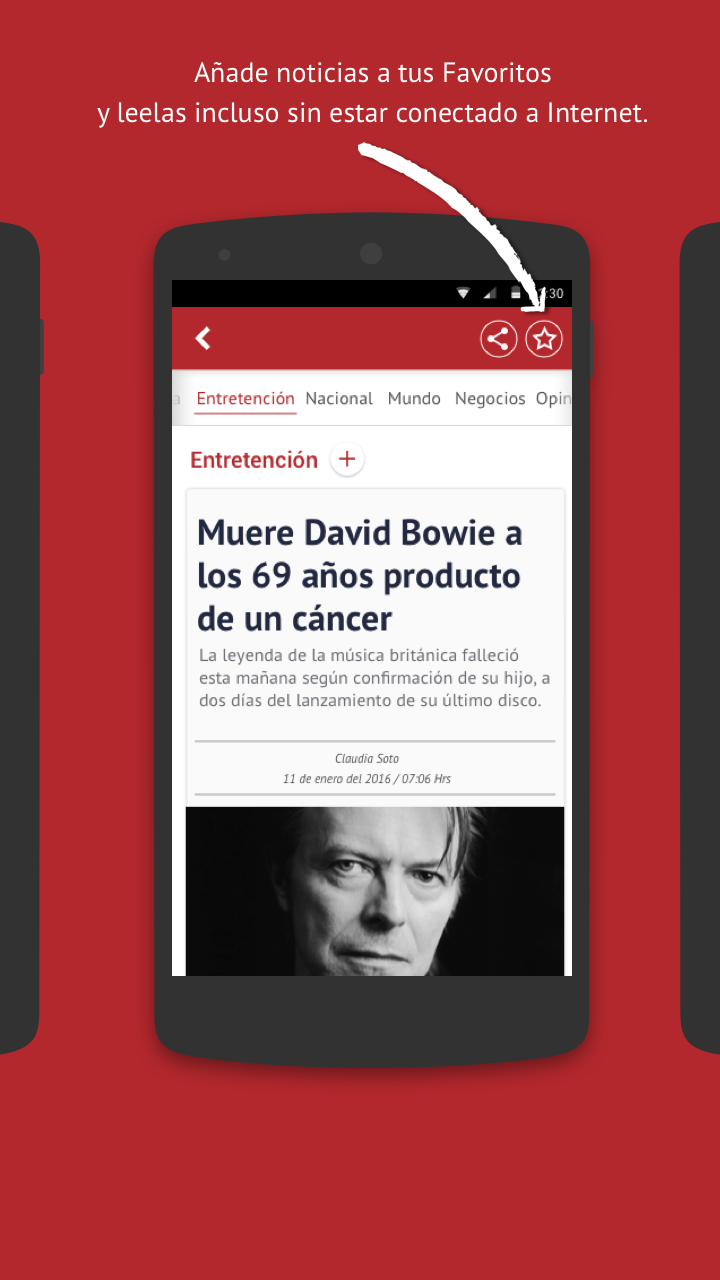 Añade noticias a tus Favoritos
y leelas incluso sin estar conectado a Internet.
:30
a Entretención Nacional Mundo Negocios Opin
Entretención +
Muere David Bowie a
los 69 años producto
de un cáncer
La leyenda de la música británica falleció
esta mañana según confirmación de su hijo, a
dos días del lanzamiento de su último disco.
Claudia Soto
11 de enero del 2016 / 07:06 Hrs